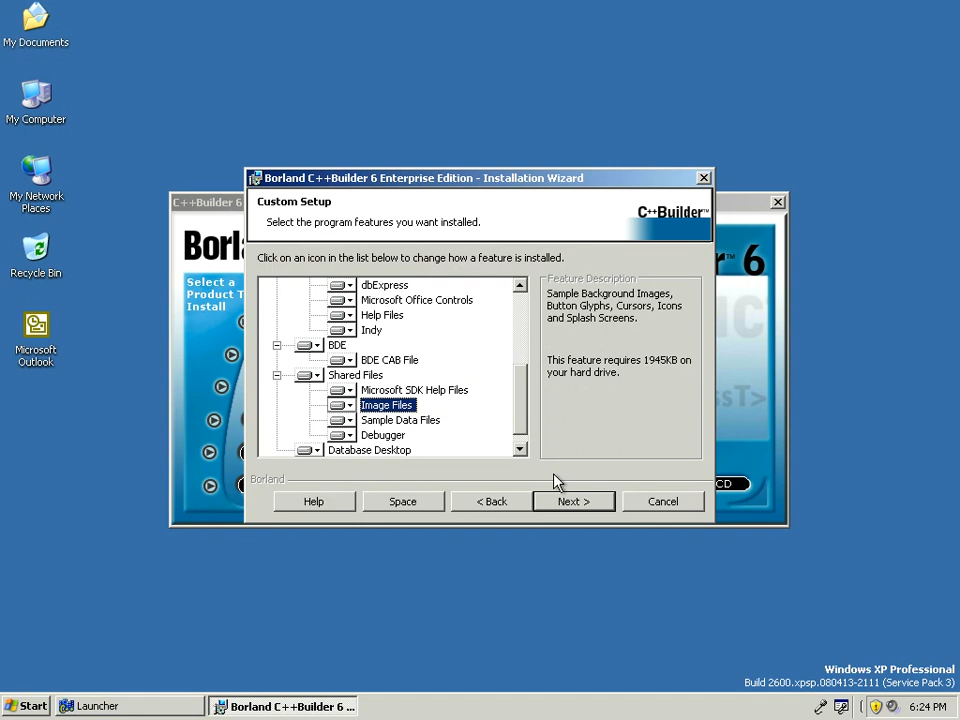 My Documents
My Computer
My Network
Places
Recycle Bin
Microsoft
Outlook
C++Builder 6
Select a
Product T
Install
™ 6
CD
Borland C++Builder 6 Enterprise Edition - Installation Wizard
Custom Setup
Select the program features you want installed.
C++Builder™
Click on an icon in the list below to change how a feature is installed.
dbExpress
Microsoft Office Controls
Help Files
Indy
BDE
BDE CAB File
Shared Files
Microsoft SDK Help Files
Image Files
Sample Data Files
Debugger
Database Desktop
Feature Description
Sample Background Images,
Button Glyphs, Cursors, Icons
and Splash Screens.
This feature requires 1945KB on
your hard drive.
Borland
Help
Space
< Back
Next >
Cancel
Windows XP Professional
Build 2600.xpsp.080413-2111 (Service Pack 3)
Start
Launcher
Borland C++Builder 6 ...
6:24 PM